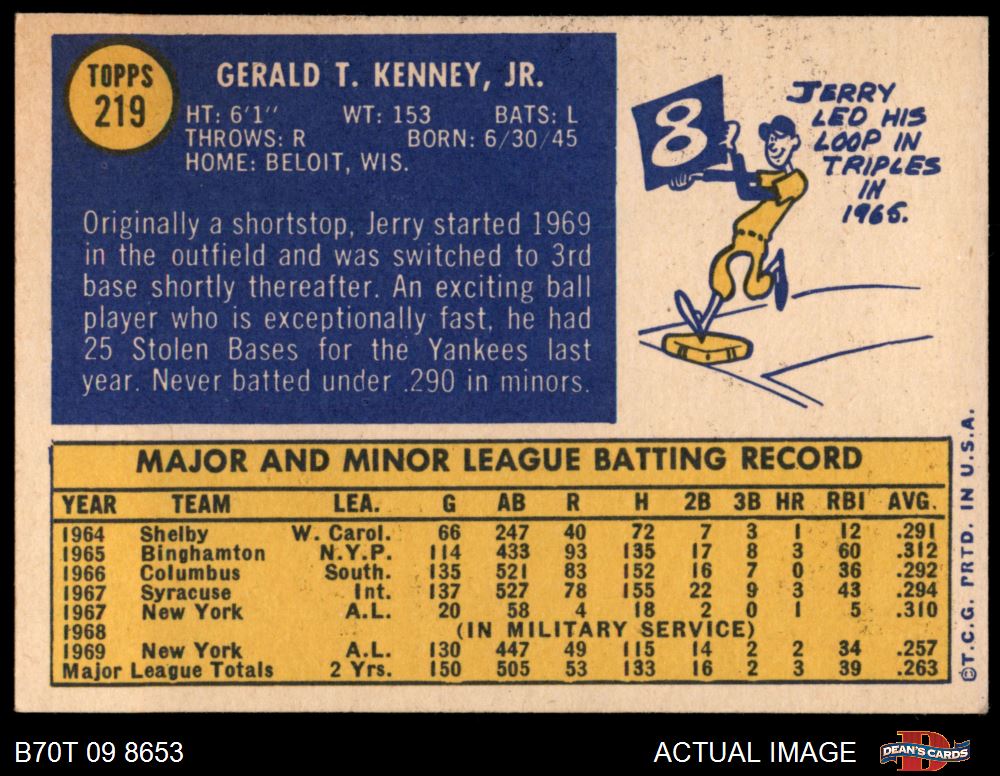 TOPPS
219
GERALD T. KENNEY, JR.
HT: 6'1" WT: 153 BATS: L
THROWS: R BORN: 6/30/45
HOME: BELOIT, WIS.
Originally a shortstop, Jerry started 1969
in the outfield and was switched to 3rd
base shortly thereafter. An exciting ball
player who is exceptionally fast, he had
25 Stolen Bases for the Yankees last
year. Never batted under .290 in minors.
8
JERRY
LED HIS
LOOP IN
TRIPLES
IN
1965.
MAJOR AND MINOR LEAGUE BATTING RECORD
YEAR TEAM LEA. G AB R H 2B 3B HR RBI AVG.
1964 Shelby W. Carol. 66 247 40 72 7 3 1 12 .291
1965 Binghamton N.Y.P. 114 433 93 135 17 8 3 60 .312
1966 Columbus South. 135 521 83 152 16 7 0 36 .292
1967 Syracuse Int. 137 527 78 155 22 9 3 43 .294
1967 New York A.L. 20 58 4 18 2 0 1 5 .310
1968 (IN MILITARY SERVICE)
1969 New York A.L. 130 447 49 115 14 2 2 34 .257
Major League Totals 2 Yrs. 150 505 53 133 16 2 3 39 .263
©T.C.G. PRTD. IN U.S.A.
B70T 09 8653
ACTUAL IMAGE
D
DEAN'S CARDS